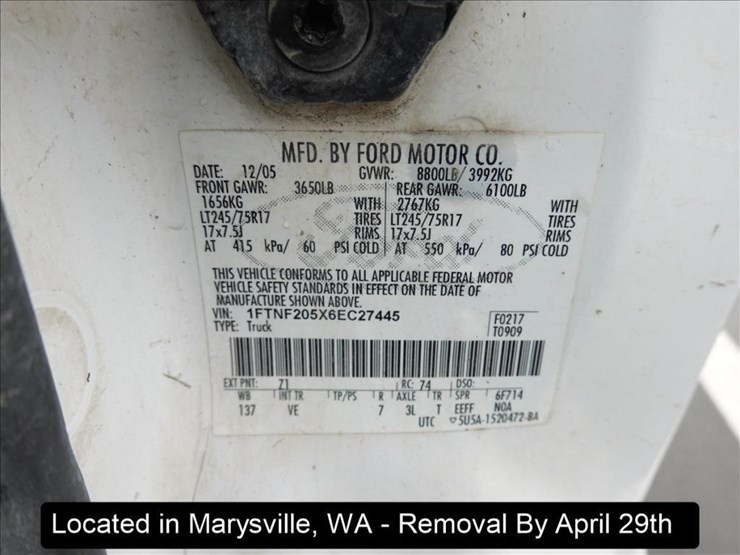 MFD. BY FORD MOTOR CO.
DATE: 12/05 GVWR: 8800LB/ 3992KG
FRONT GAWR: 3650LB REAR GAWR: 6100LB
1656KG WITH 2767KG WITH
LT245/75R17 TIRES LT245/75R17 TIRES
17x7.5J RIMS 17x7.5J RIMS
AT 415 kPa/ 60 PSI COLD AT 550 kPa/ 80 PSI COLD
THIS VEHICLE CONFORMS TO ALL APPLICABLE FEDERAL MOTOR
VEHICLE SAFETY STANDARDS IN EFFECT ON THE DATE OF
MANUFACTURE SHOWN ABOVE.
VIN: 1FTNF205X6EC27445 F0217
TYPE: Truck T0909
EXT PNT: Z1 RC: 74 DSO:
WB INT TR TP/PS R AXLE TR SPR 6F714
137 VE 7 3L T EEFF NOA
UTC 5U5A-1520472-BA
Located in Marysville, WA - Removal By April 29th